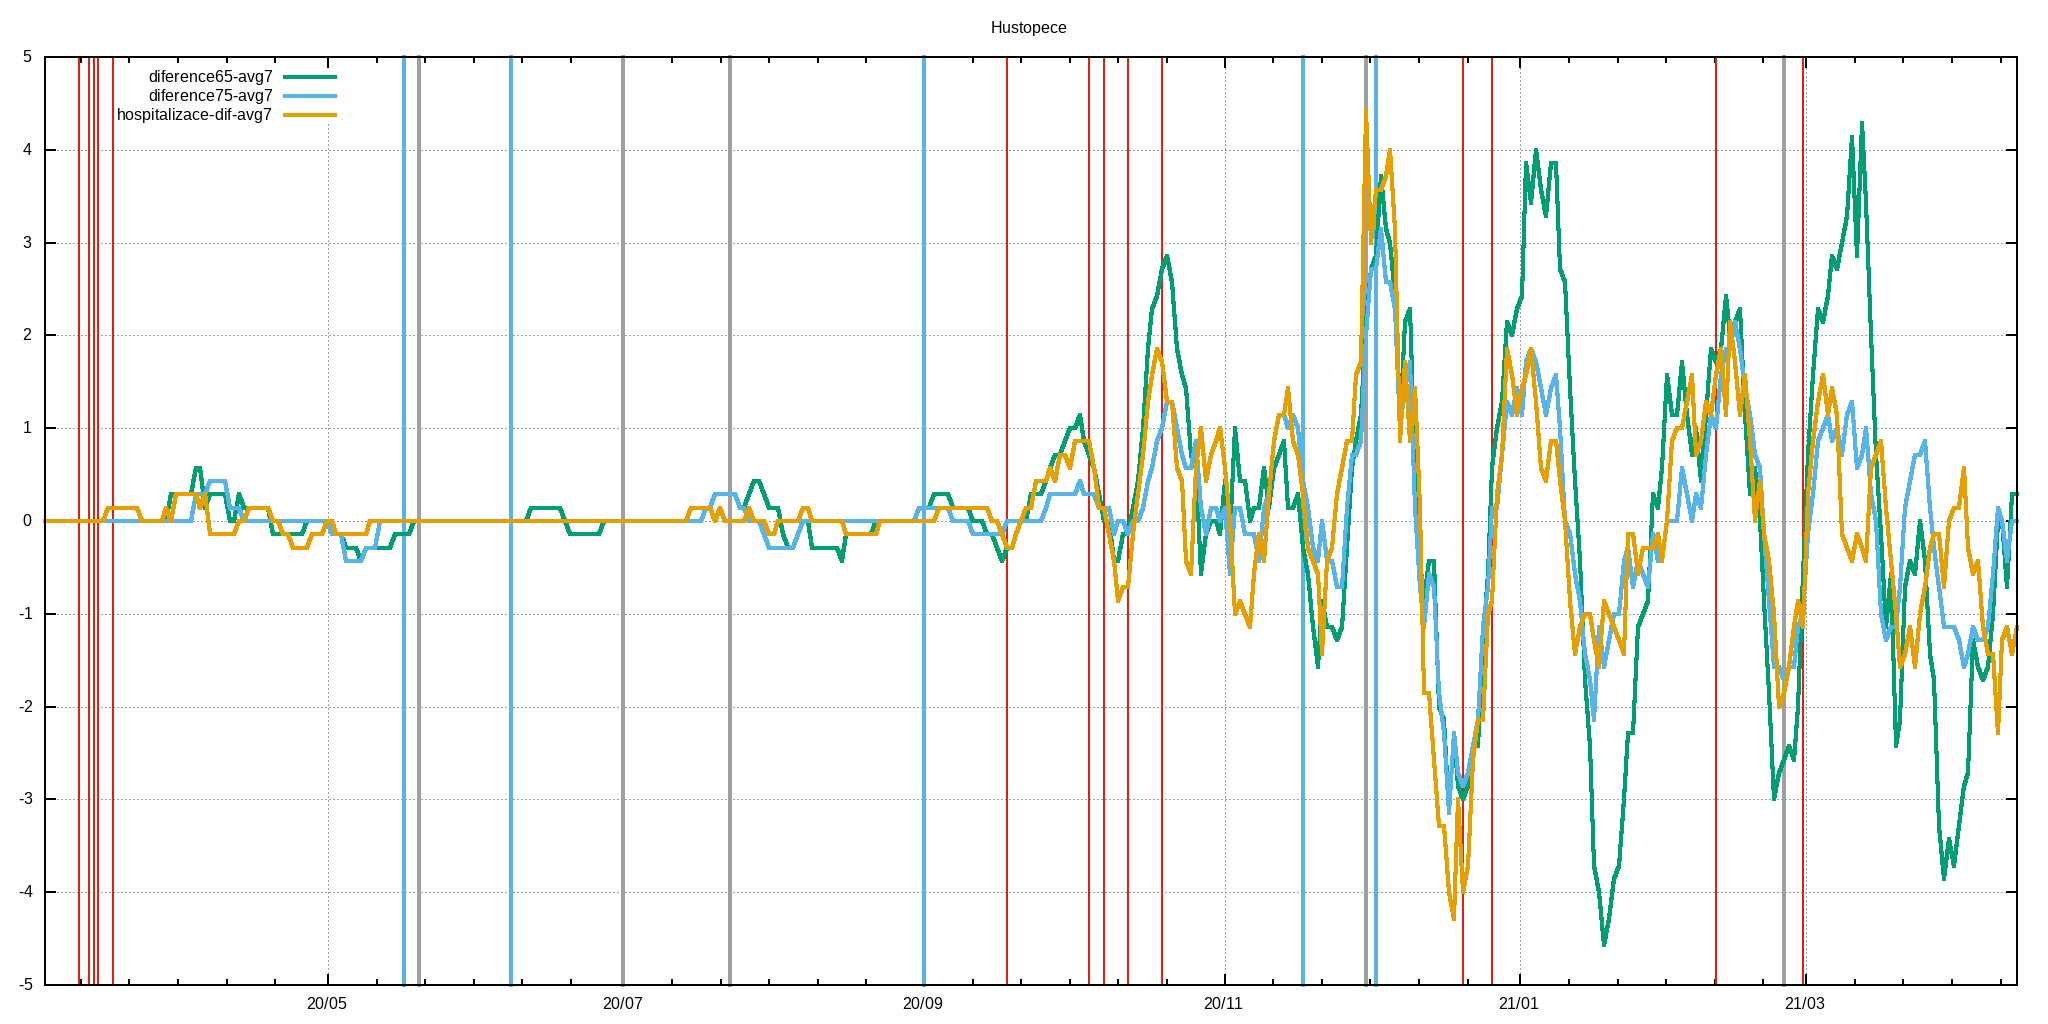 Hustopece
5
diference65-avg7
diference75-avg7
hospitalizace-dif-avg7
4
3
2
1
0
-1
-2
-3
-4
-5
20/05 20/07 20/09 20/11 21/01 21/03